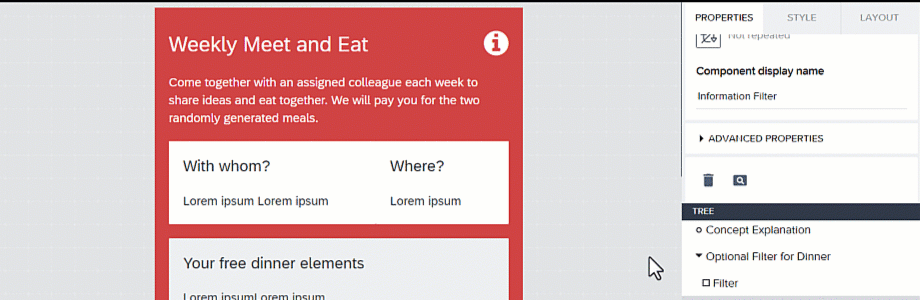 PROPERTIES STYLE LAYOUT
Not repeated
Weekly Meet and Eat
Come together with an assigned colleague each week to
share ideas and eat together. We will pay you for the two
randomly generated meals.
Component display name
Information Filter
ADVANCED PROPERTIES
With whom? Where?
Lorem ipsum Lorem ipsum Lorem ipsum
TREE
Concept Explanation
Optional Filter for Dinner
Filter
Your free dinner elements
Lorem ipsumLorem ipsum